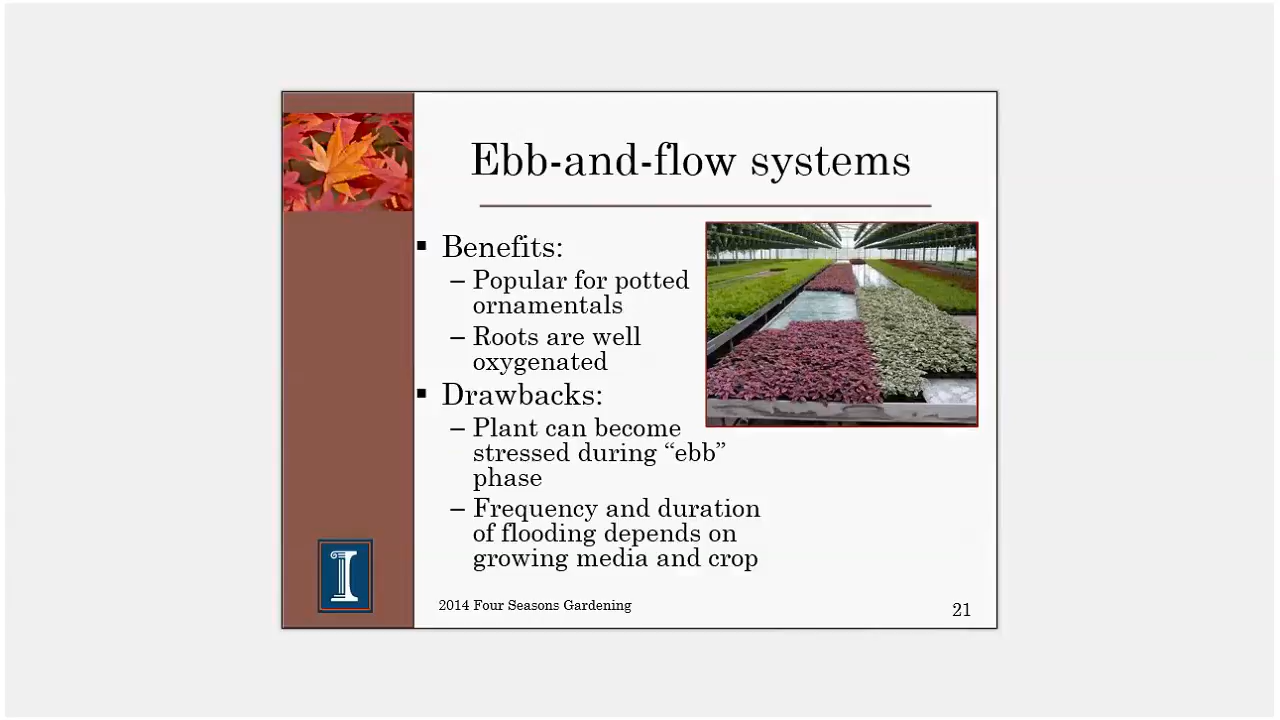 Ebb-and-flow systems
▪ Benefits:
– Popular for potted
ornamentals
– Roots are well
oxygenated
▪ Drawbacks:
– Plant can become
stressed during “ebb”
phase
– Frequency and duration
of flooding depends on
growing media and crop
I
2014 Four Seasons Gardening
21